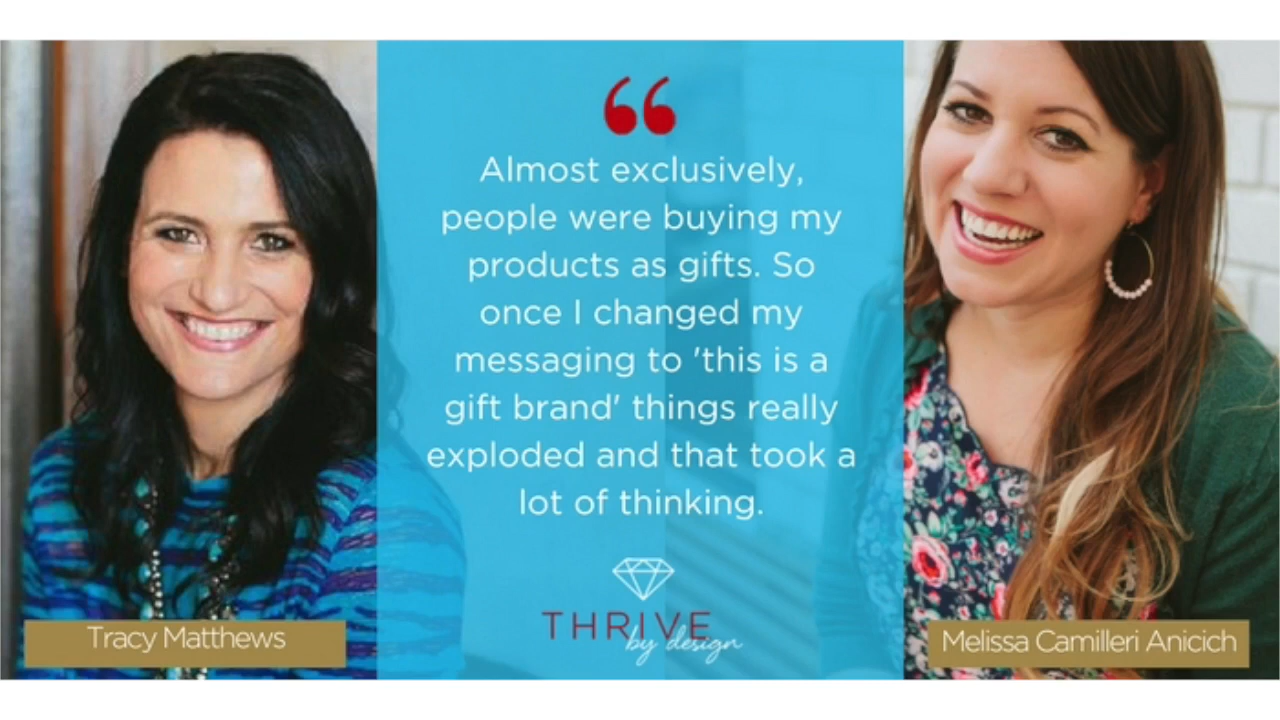 “
Almost exclusively,
people were buying my
products as gifts. So
once I changed my
messaging to 'this is a
gift brand' things really
exploded and that took a
lot of thinking.
THRIVE
by design
Tracy Matthews
Melissa Camilleri Anicich